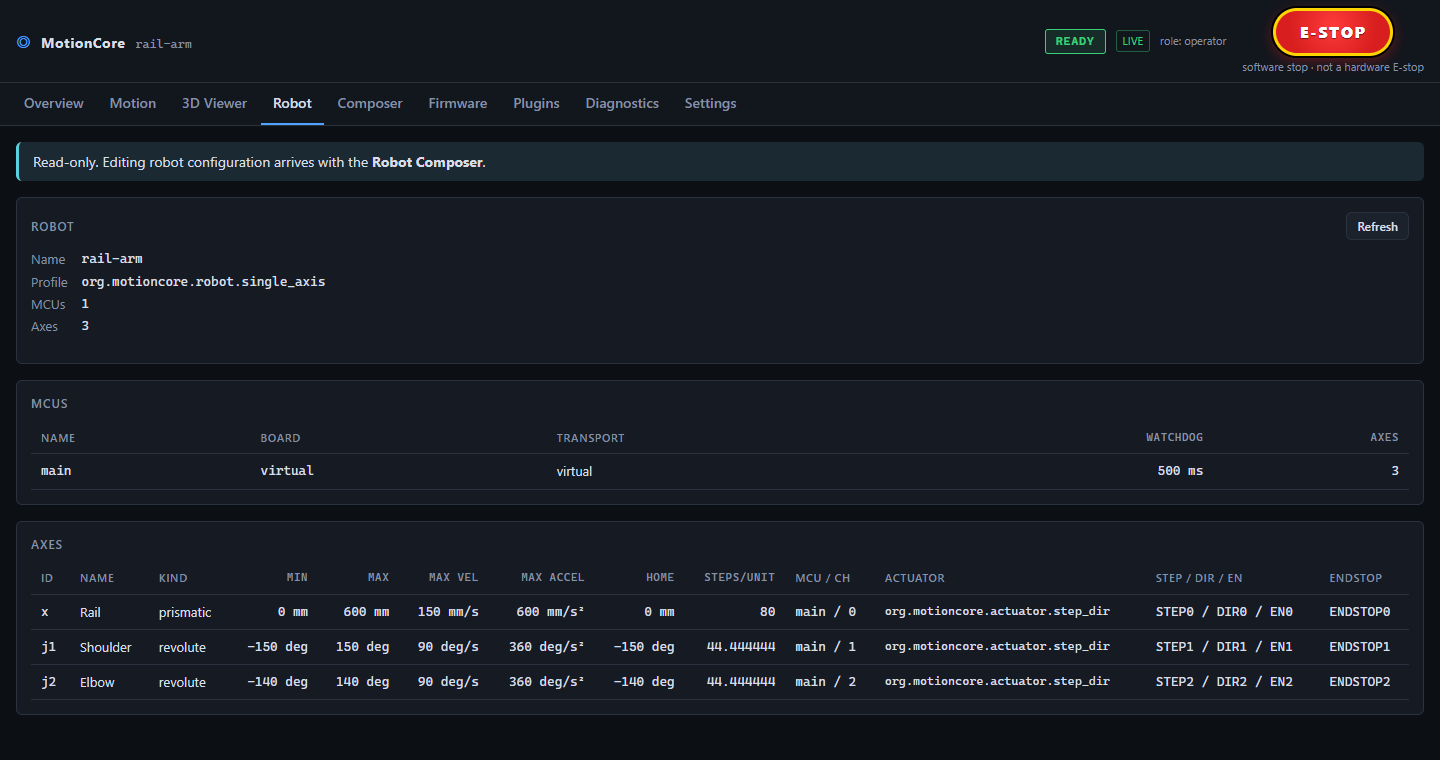 MotionCore rail-arm READY LIVE role: operator E-STOP
software stop · not a hardware E-stop
Overview Motion 3D Viewer Robot Composer Firmware Plugins Diagnostics Settings
Read-only. Editing robot configuration arrives with the Robot Composer.
ROBOT Refresh
Name rail-arm
Profile org.motioncore.robot.single_axis
MCUs 1
Axes 3
MCUS
NAME BOARD TRANSPORT WATCHDOG AXES
main virtual virtual 500 ms 3
AXES
ID NAME KIND MIN MAX MAX VEL MAX ACCEL HOME STEPS/UNIT MCU / CH ACTUATOR STEP / DIR / EN ENDSTOP
x Rail prismatic 0 mm 600 mm 150 mm/s 600 mm/s² 0 mm 80 main / 0 org.motioncore.actuator.step_dir STEP0 / DIR0 / EN0 ENDSTOP0
j1 Shoulder revolute −150 deg 150 deg 90 deg/s 360 deg/s² −150 deg 44.444444 main / 1 org.motioncore.actuator.step_dir STEP1 / DIR1 / EN1 ENDSTOP1
j2 Elbow revolute −140 deg 140 deg 90 deg/s 360 deg/s² −140 deg 44.444444 main / 2 org.motioncore.actuator.step_dir STEP2 / DIR2 / EN2 ENDSTOP2